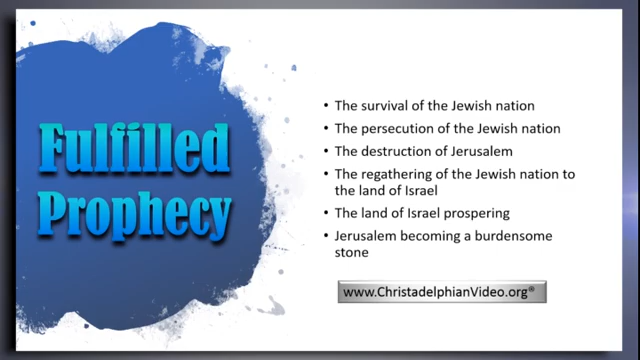 Fulfilled
Prophecy
• The survival of the Jewish nation
• The persecution of the Jewish nation
• The destruction of Jerusalem
• The regathering of the Jewish nation to
the land of Israel
• The land of Israel prospering
• Jerusalem becoming a burdensome
stone
www.ChristadelphianVideo.org®